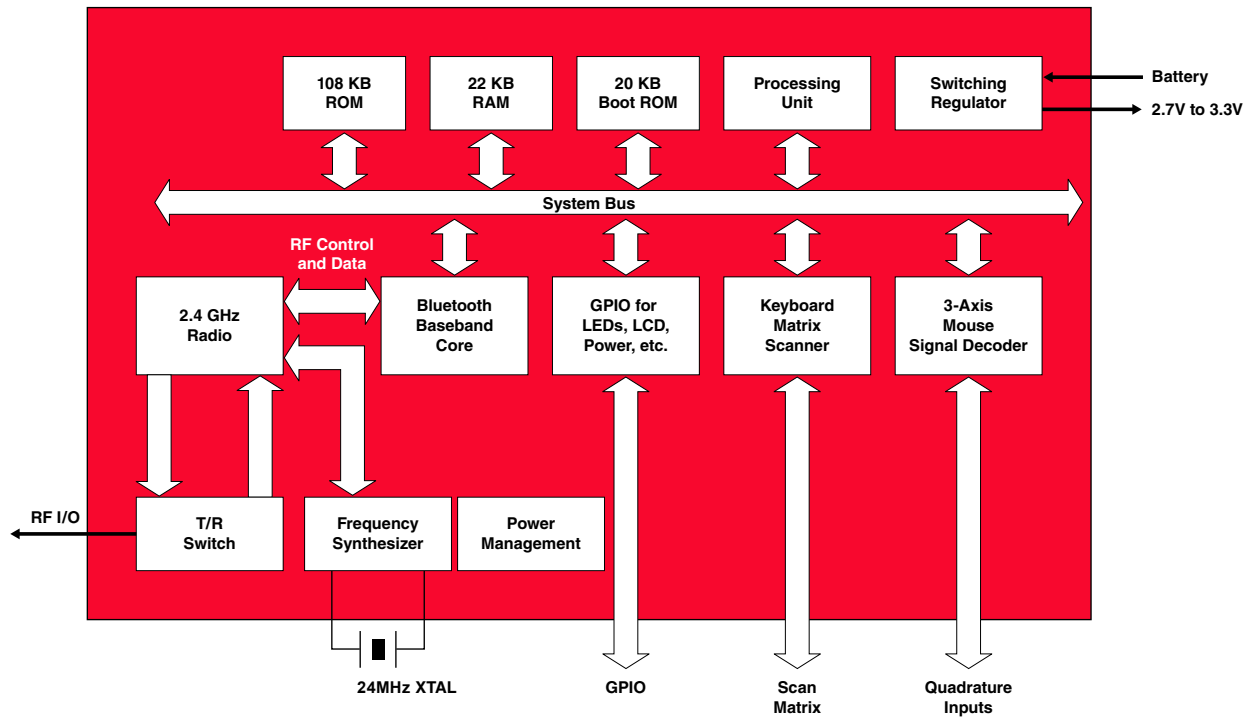 108 KB
ROM
22 KB
RAM
20 KB
Boot ROM
Processing
Unit
Switching
Regulator
Battery
2.7V to 3.3V
System Bus
RF Control
and Data
2.4 GHz
Radio
Bluetooth
Baseband
Core
GPIO for
LEDs, LCD,
Power, etc.
Keyboard
Matrix
Scanner
3-Axis
Mouse
Signal Decoder
RF I/O
T/R
Switch
Frequency
Synthesizer
Power
Management
24MHz XTAL
GPIO
Scan
Matrix
Quadrature
Inputs